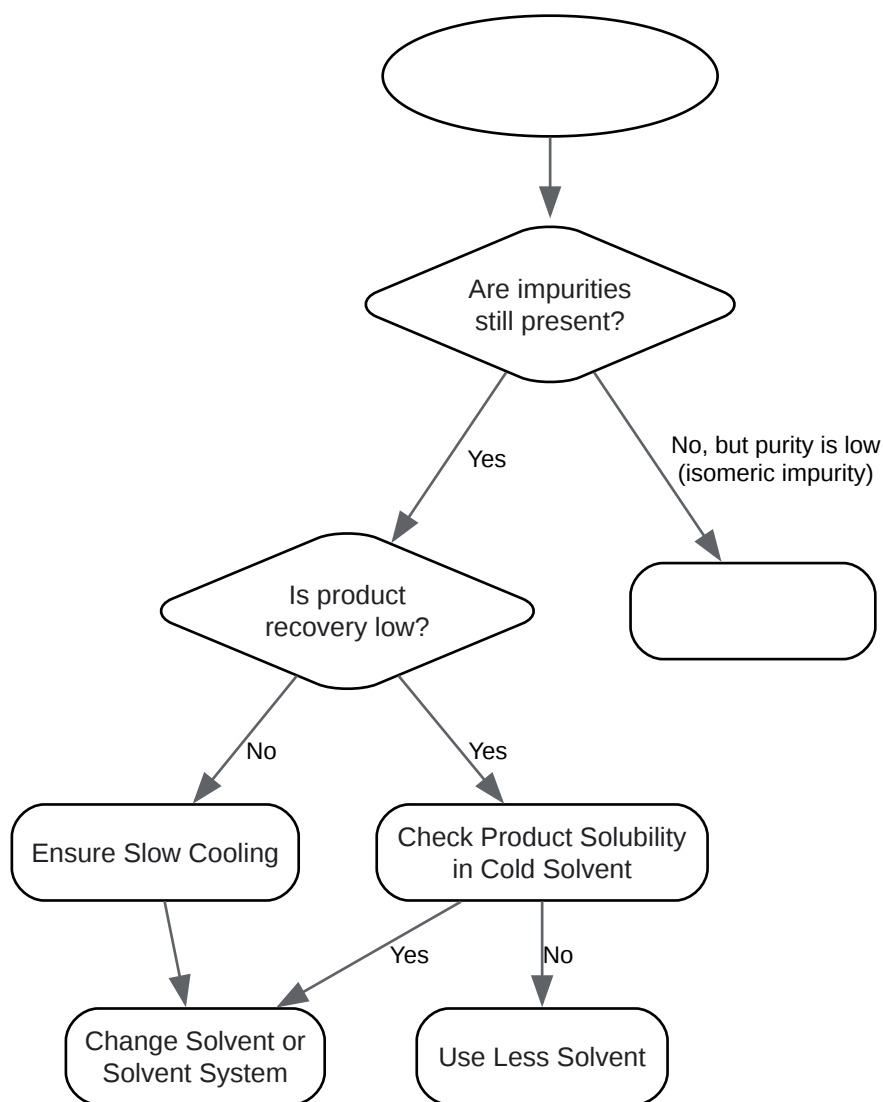 Are impurities
still present?
No, but purity is low
(isomeric impurity)
Yes
Is product
recovery low?
No
Yes
Ensure Slow Cooling
Check Product Solubility
in Cold Solvent
Yes
No
Change Solvent or
Solvent System
Use Less Solvent